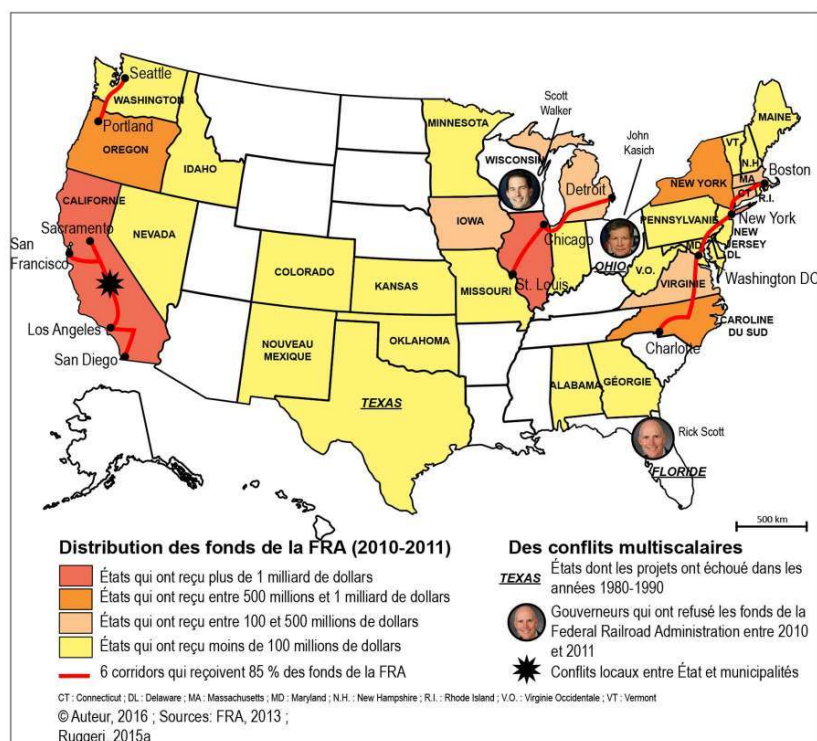 Seattle
WASHINGTON
Portland
OREGON
IDAHO
CALIFORNIE
Sacramento
San
Francisco
NEVADA
Los Angeles
San Diego
COLORADO
KANSAS
NOUVEAU
MEXIQUE
OKLAHOMA
TEXAS
MINNESOTA
WISCONSIN
Scott
Walker
IOWA
Detroit
Chicago
MISSOURI
St. Louis
John
Kasich
OHIO
MAINE
VT
N.H
MA
CT
R.I.
Boston
NEW YORK
New York
PENNSYLVANIE
NEW
JERSEY
DL
MD
V.O.
Washington DC
VIRGINIE
CAROLINE
DU SUD
Charlotte
ALABAMA
GÉORGIE
Rick Scott
FLORIDE
500 km
Distribution des fonds de la FRA (2010-2011)
États qui ont reçu plus de 1 milliard de dollars
États qui ont reçu entre 500 millions et 1 milliard de dollars
États qui ont reçu entre 100 et 500 millions de dollars
États qui ont reçu moins de 100 millions de dollars
6 corridors qui reçoivent 85 % des fonds de la FRA
Des conflits multiscalaires
TEXAS
États dont les projets ont échoué dans les
années 1980-1990
Gouverneurs qui ont refusé les fonds de la
Federal Railroad Administration entre 2010
et 2011
Conflits locaux entre État et municipalités
CT : Connecticut ; DL : Delaware ; MA : Massachusetts ; MD : Maryland ; N.H. : New Hampshire ; R.I. : Rhode Island ; V.O. : Virginie Occidentale ; VT : Vermont
© Auteur, 2016 ; Sources: FRA, 2013 ;
Ruggeri, 2015a